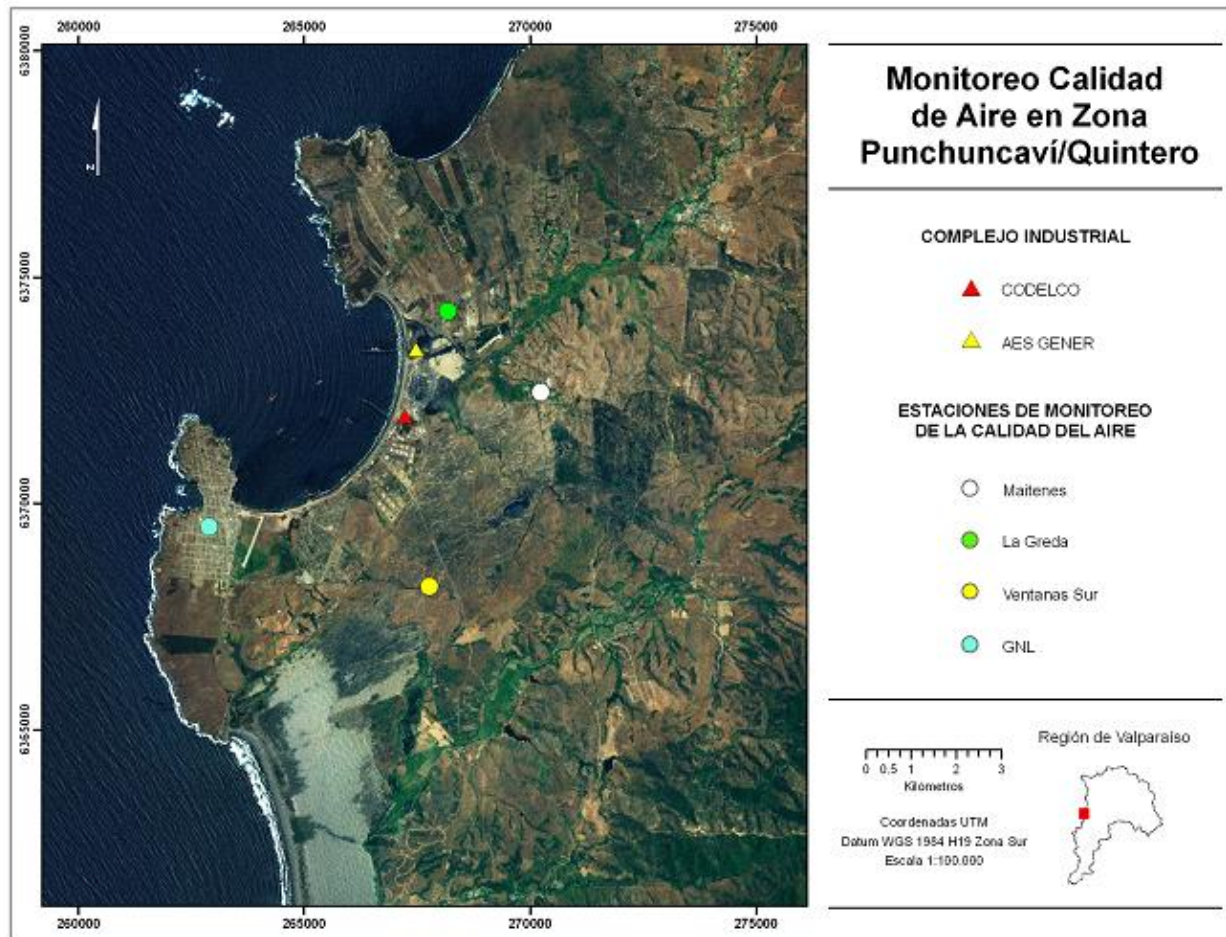 260000
265000
270000
275000
6380000
6375000
6370000
6365000
z
260000
265000
270000
275000
Monitoreo Calidad
de Aire en Zona
Punchuncaví/Quintero
COMPLEJO INDUSTRIAL
CODELCO
AES GENER
ESTACIONES DE MONITOREO
DE LA CALIDAD DEL AIRE
Maitenes
La Greda
Ventanas Sur
GNL
0 0.5 1 2 3
Kilómetros
Coordenadas UTM
Datum WGS 1984 H19 Zona Sur
Escala 1:100.000
Región de Valparaíso